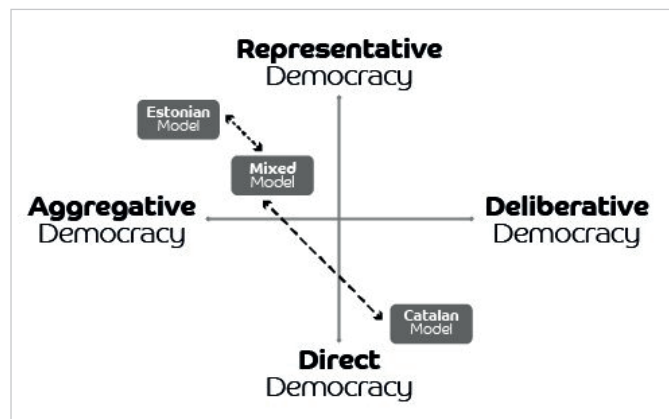 Representative
Democracy
Estonian
Model
Mixed
Model
Aggregative
Democracy
Deliberative
Democracy
Catalan
Model
Direct
Democracy